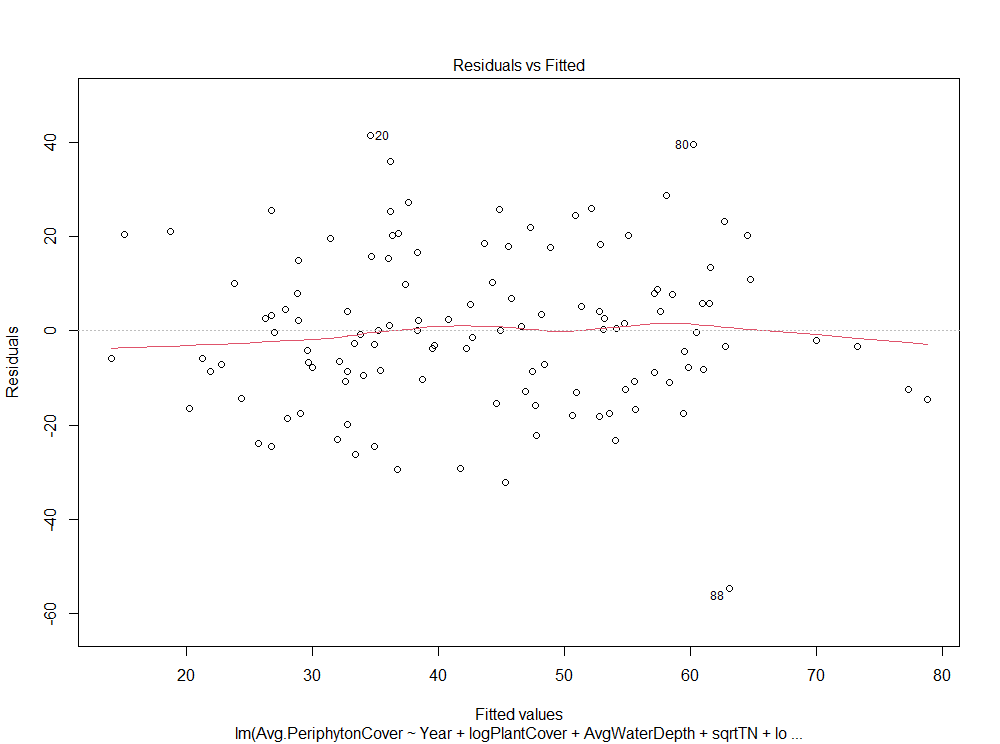 Residuals vs Fitted
Residuals
40
20
0
-20
-40
-60
20
80
88
20 30 40 50 60 70 80
Fitted values
lm(Avg.PeriphytonCover ~ Year + logPlantCover + AvgWaterDepth + sqrtTN + lo ...